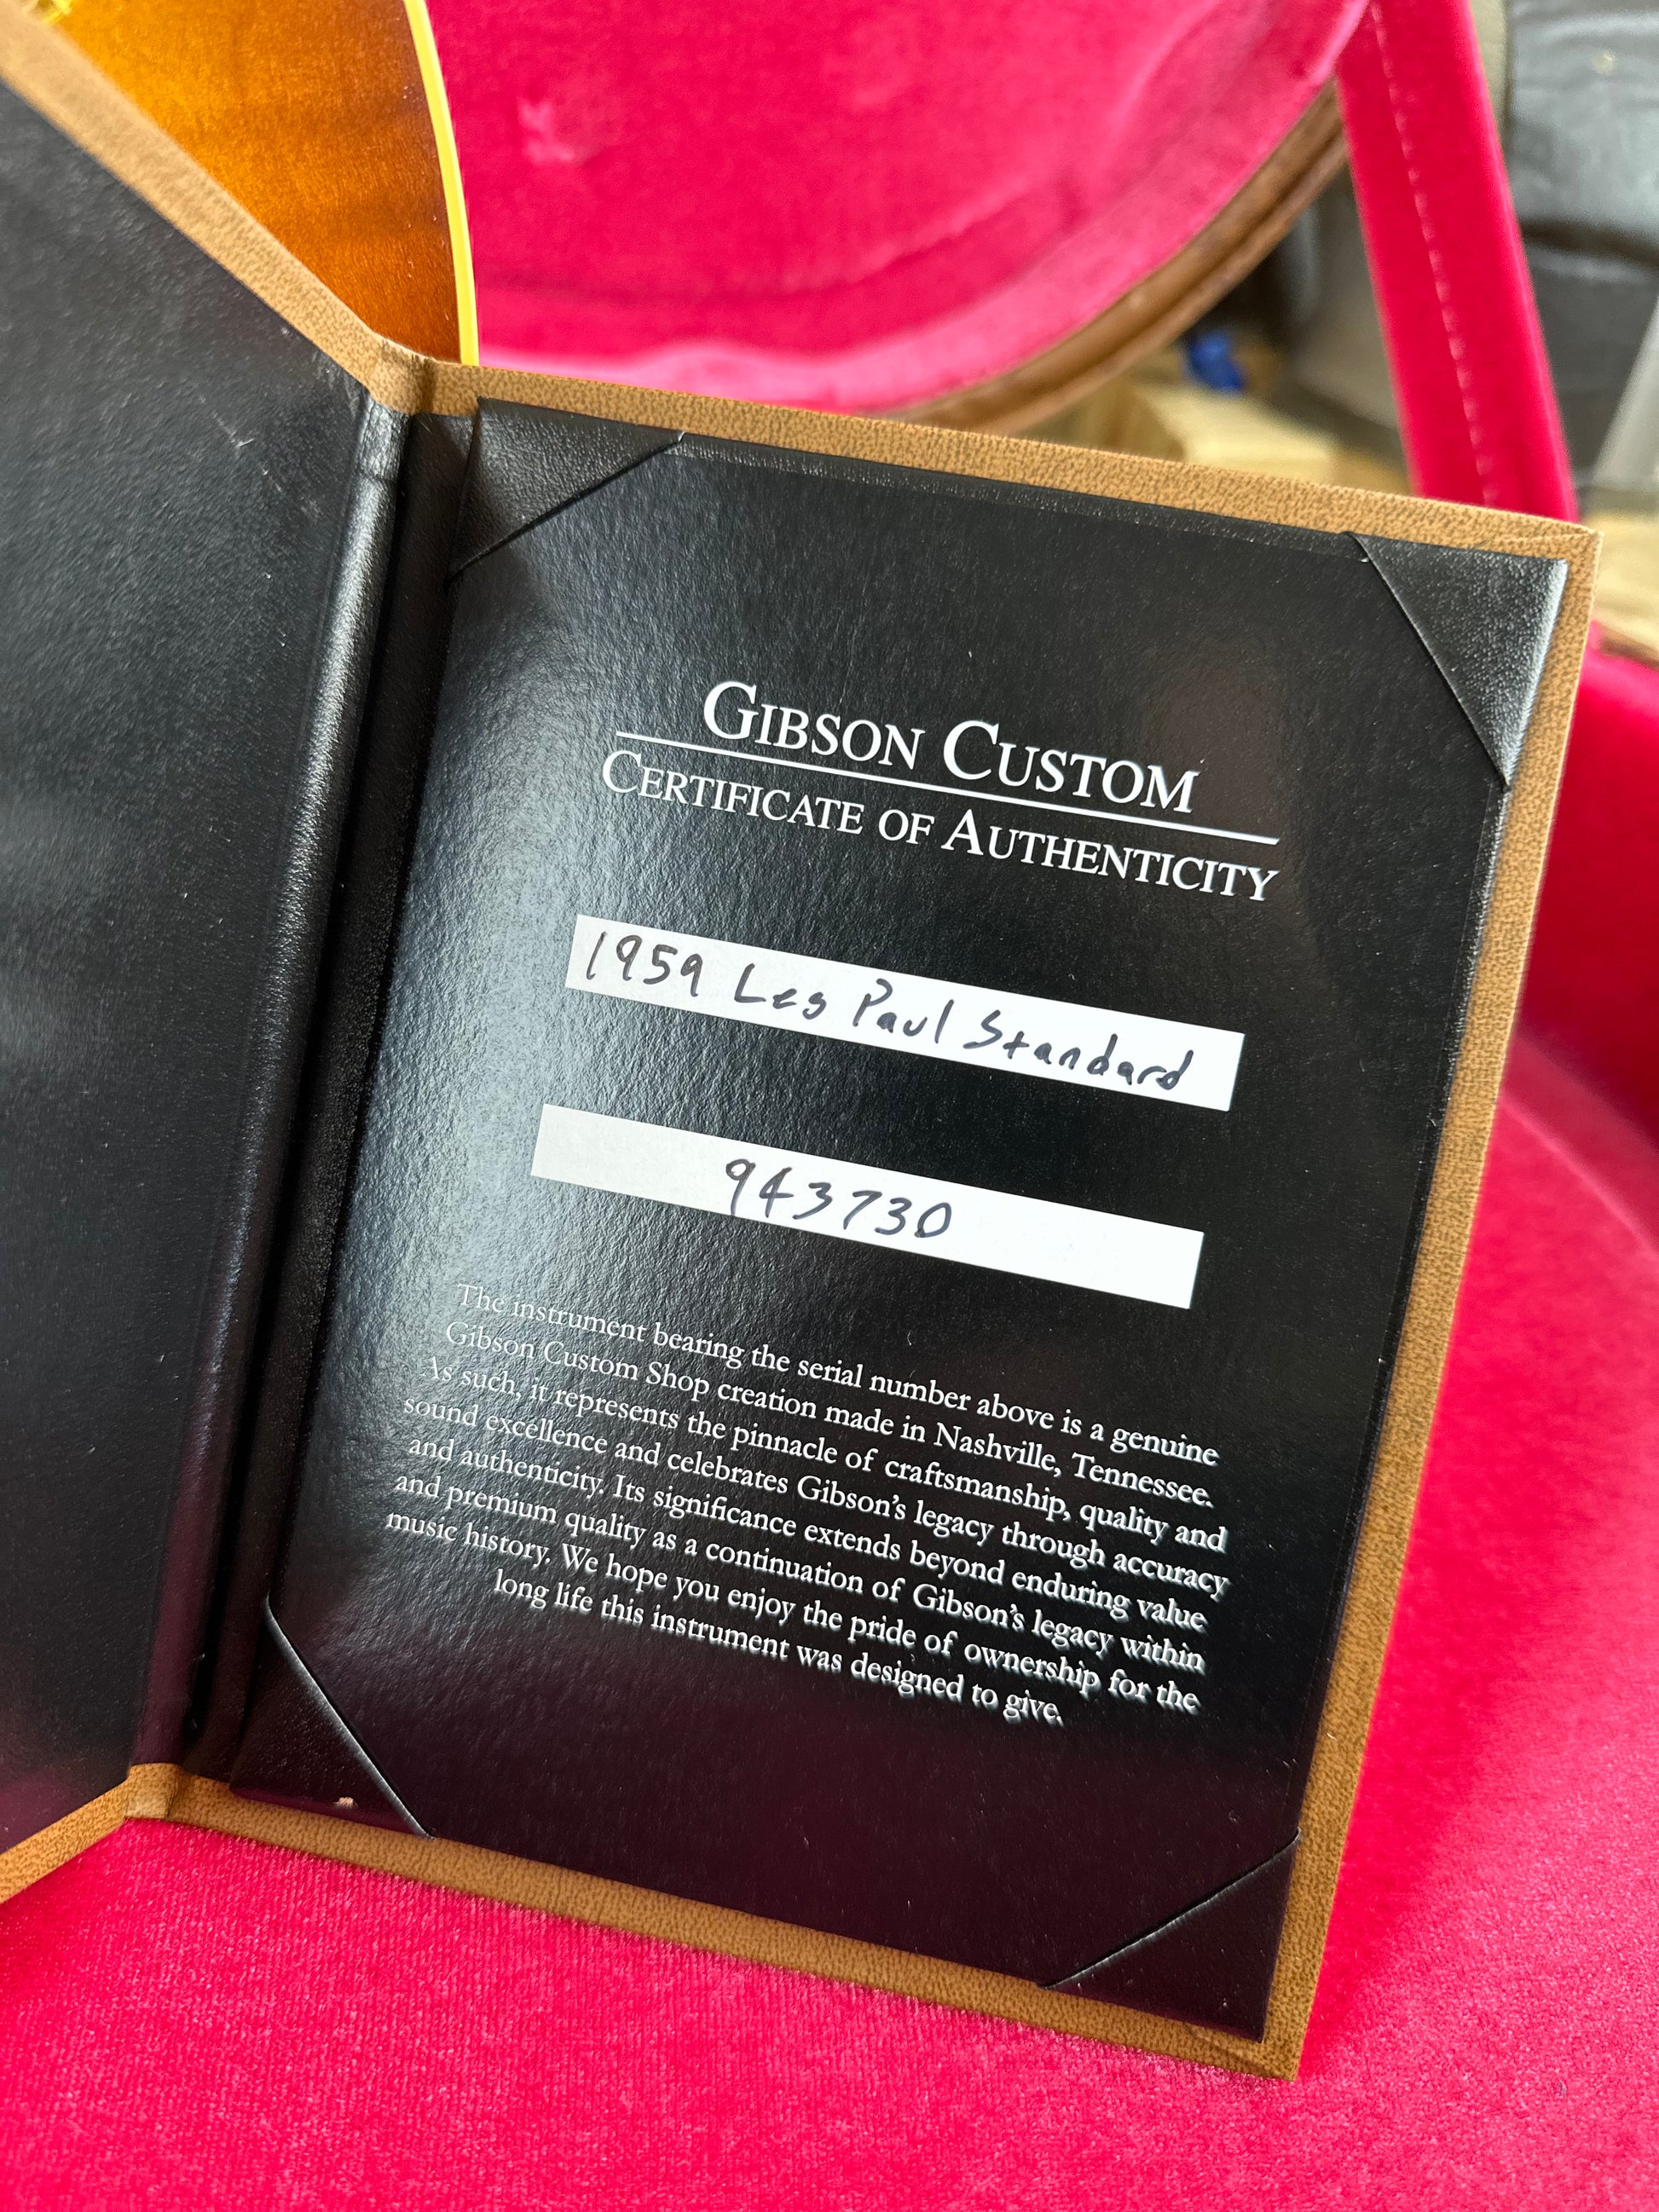 GIBSON CUSTOM
CERTIFICATE OF AUTHENTICITY
1959 Les Paul Standard
943730
The instrument bearing the serial number above is a genuine
Gibson Custom Shop creation made in Nashville, Tennessee.
As such, it represents the pinnacle of craftsmanship, quality and
sound excellence and celebrates Gibson's legacy through accuracy
and authenticity. Its significance extends beyond enduring value
and premium quality as a continuation of Gibson's legacy within
music history. We hope you enjoy the pride of ownership for the
long life this instrument was designed to give.